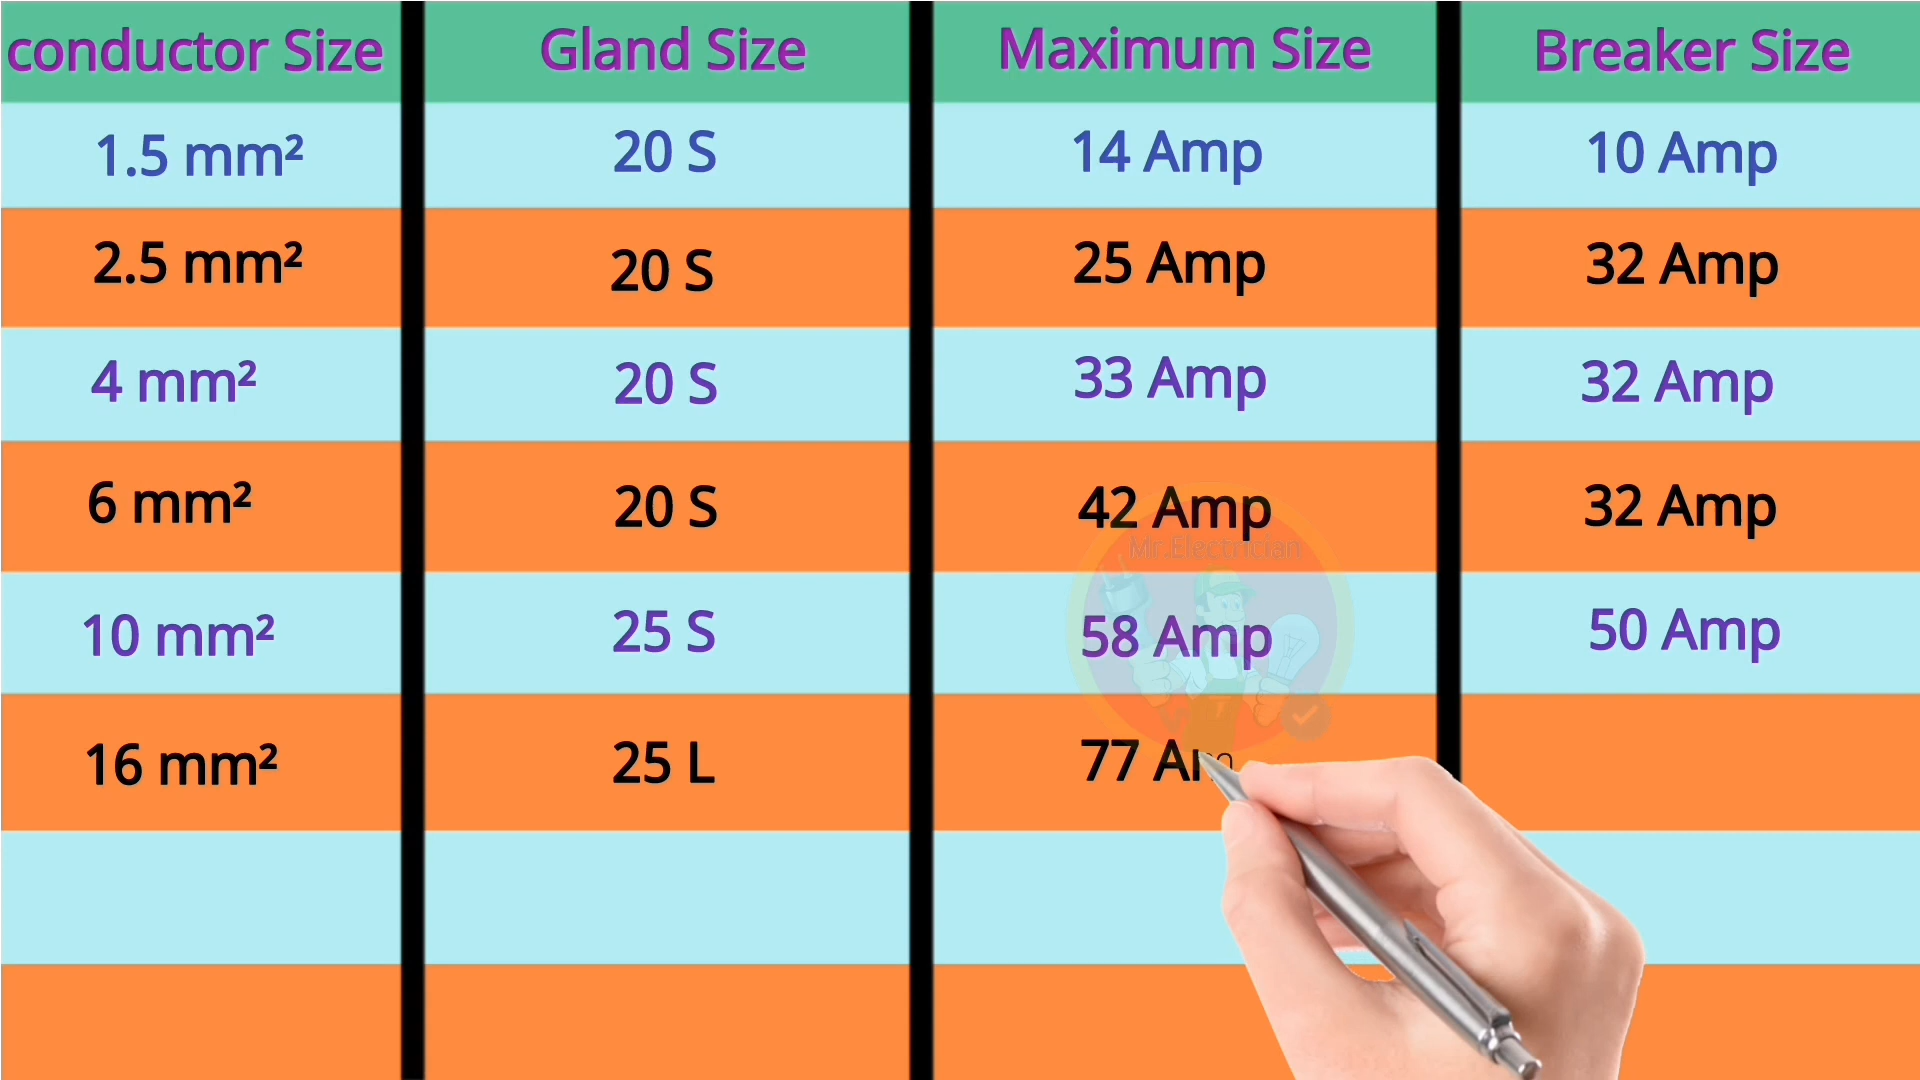 conductor Size Gland Size Maximum Size Breaker Size
1.5 mm² 20 S 14 Amp 10 Amp
2.5 mm² 20 S 25 Amp 32 Amp
4 mm² 20 S 33 Amp 32 Amp
6 mm² 20 S 42 Amp 32 Amp
Mr.Electrician
10 mm² 25 S 58 Amp 50 Amp
16 mm² 25 L 77